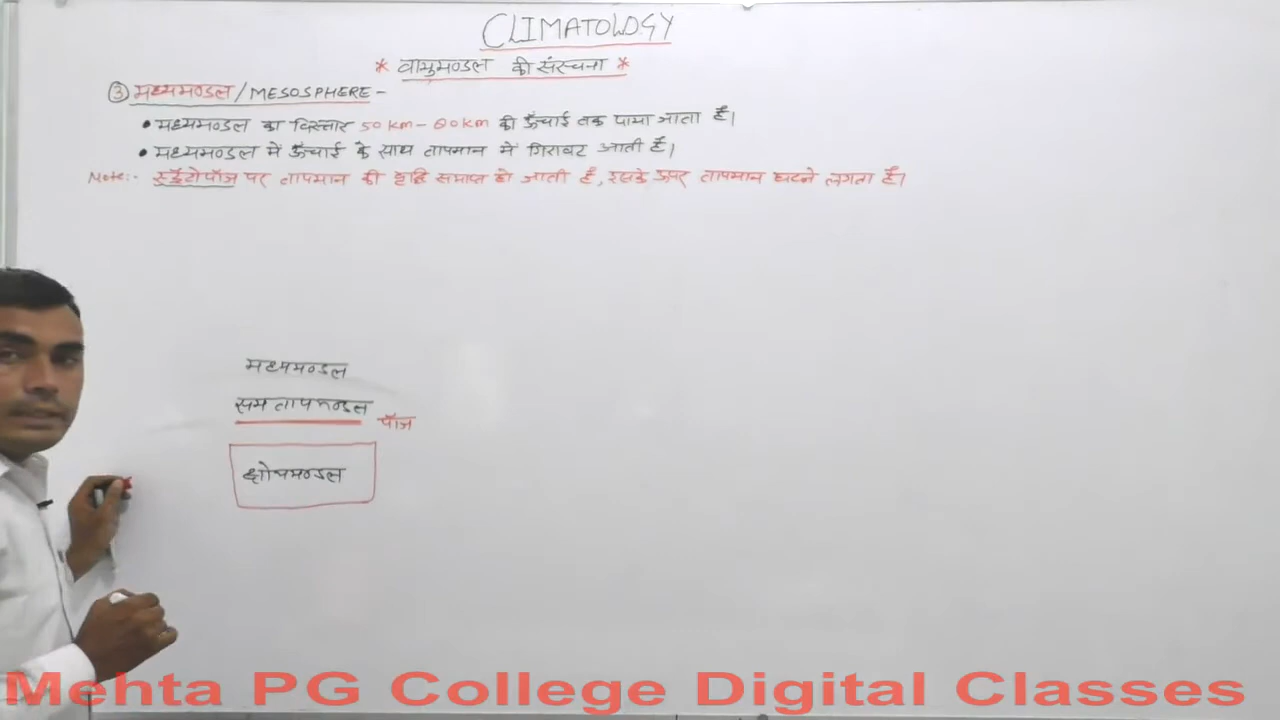 CLIMATOLOGY
* वायुमण्डल की संरचना *
③ मध्यमण्डल / MESOSPHERE -
• मध्यमण्डल का विस्तार 50 km - 80 km की ऊँचाई तक पाया जाता है।
• मध्यमण्डल में ऊँचाई के साथ तापमान में गिरावट आती है।
Note:- स्ट्रेटोपॉज पर तापमान की वृद्धि समाप्त हो जाती है, इसके ऊपर तापमान घटने लगता है।
मध्यमण्डल
समतापमण्डल
पॉज
क्षोभमण्डल
Mehta PG College Digital Classes